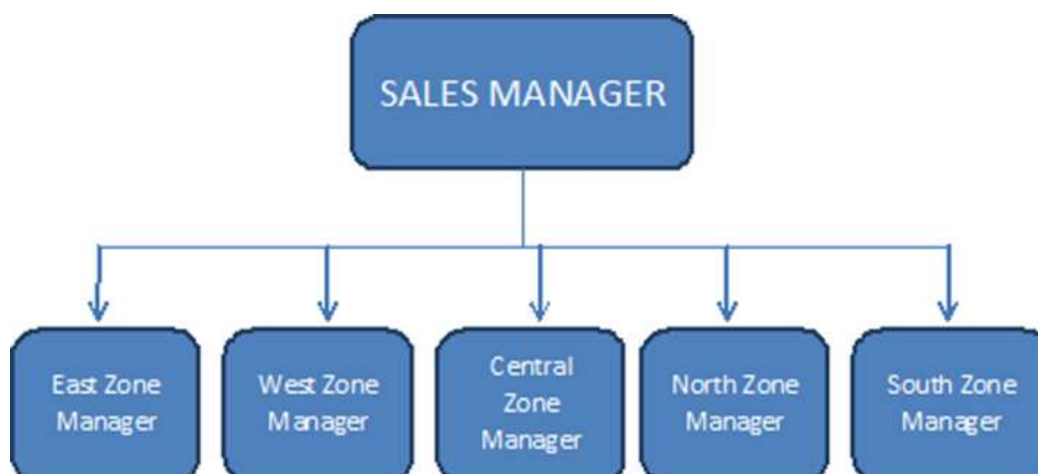 SALES MANAGER
East Zone
Manager
West Zone
Manager
Central
Zone
Manager
North Zone
Manager
South Zone
Manager